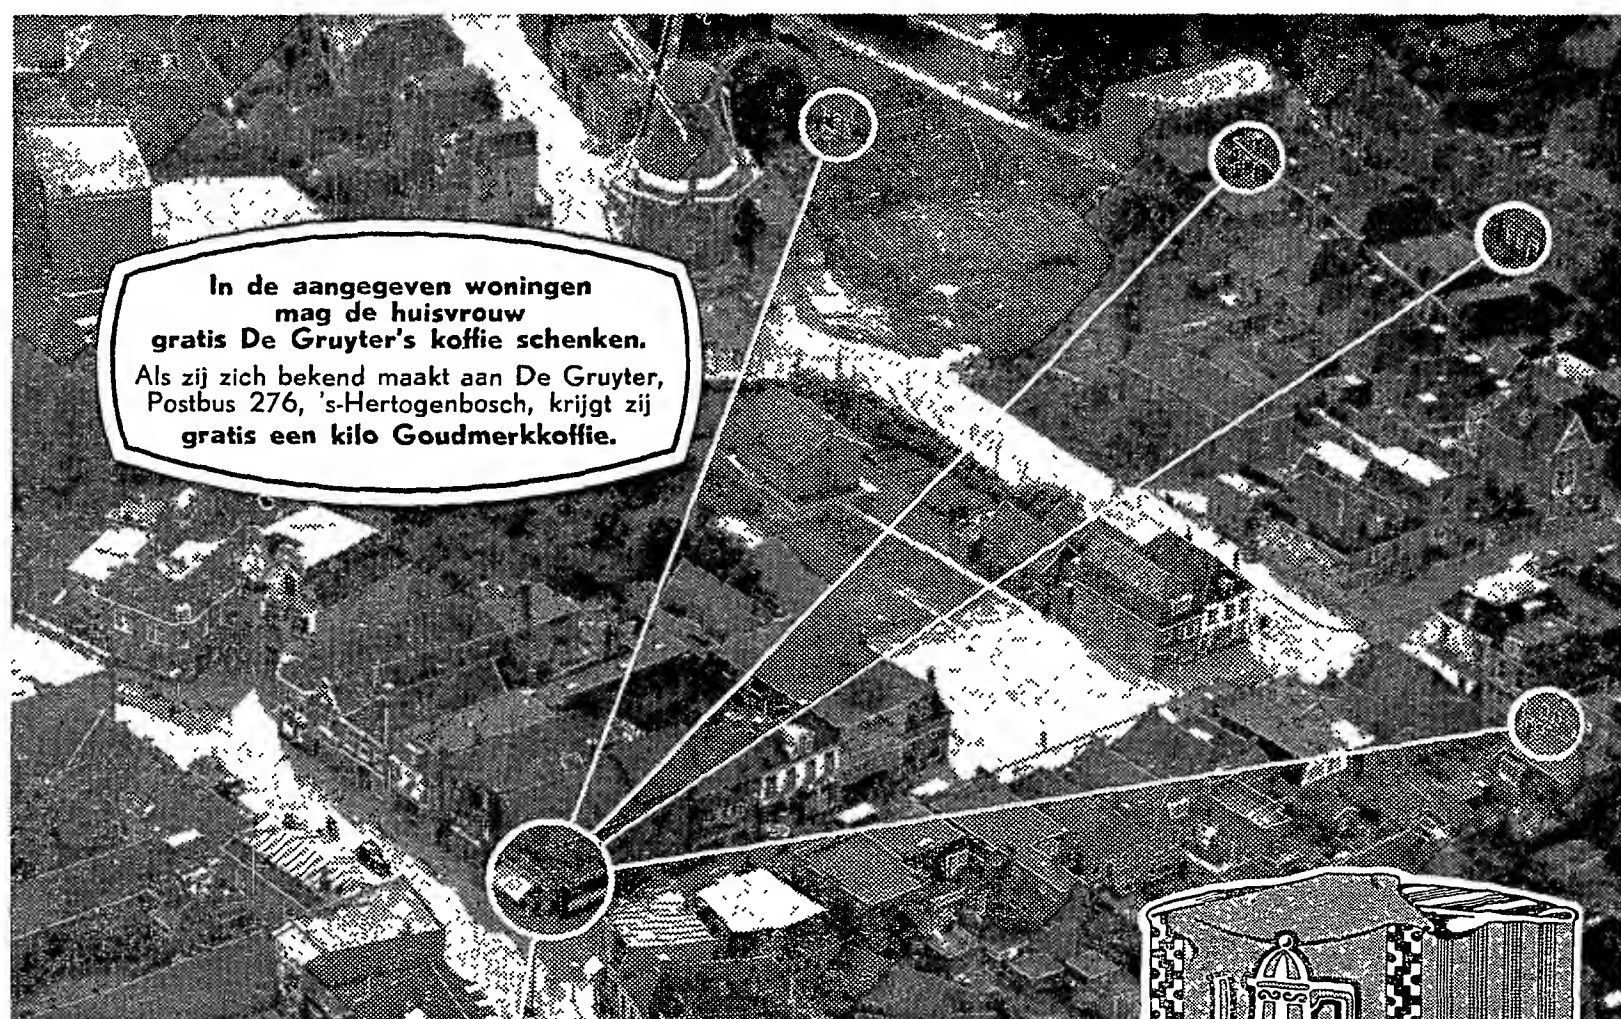 In de aangegeven woningen
mag de huisvrouw
gratis De Gruyter's koffie schenken.
Als zij zich bekend maakt aan De Gruyter,
Postbus 276, 's-Hertogenbosch, krijgt zij
gratis een kilo Goudmerkkoffie.